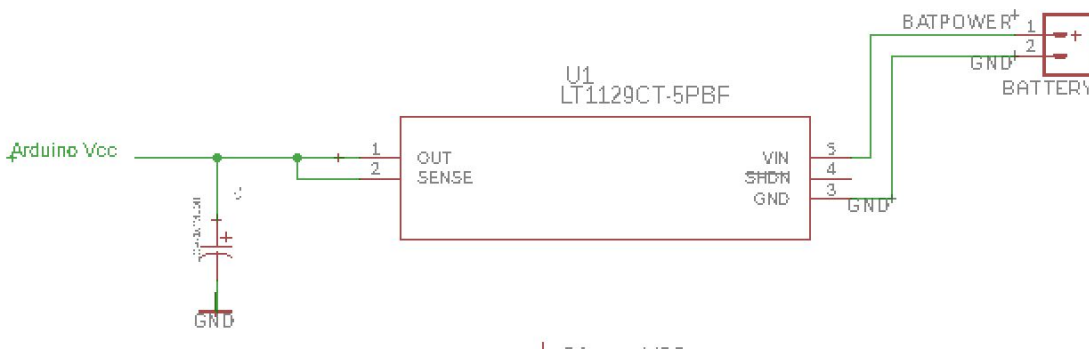 BATPOWER
1
+
2
GND
BATTERY
U1
LT1129CT-5PBF
Arduino Vcc
1 OUT VIN 5
2 SENSE SHDN 4
GND 3
GND
+
GND